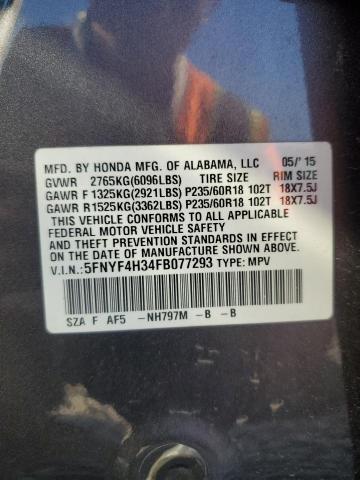 MFD. BY HONDA MFG. OF ALABAMA, LLC 05/'15
GVWR 2765KG(6096LBS) TIRE SIZE RIM SIZE
GAWR F 1325KG(2921LBS) P235/60R18 102T 18X7.5J
GAWR R 1525KG(3362LBS) P235/60R18 102T 18X7.5J
THIS VEHICLE CONFORMS TO ALL APPLICABLE
FEDERAL MOTOR VEHICLE SAFETY
AND THEFT PREVENTION STANDARDS IN EFFECT ON
THE DATE OF MANUFACTURE SHOWN ABOVE.
V.I.N.: 5FNYF4H34FB077293 TYPE: MPV
SZA F AF5 -NH797M -B -B